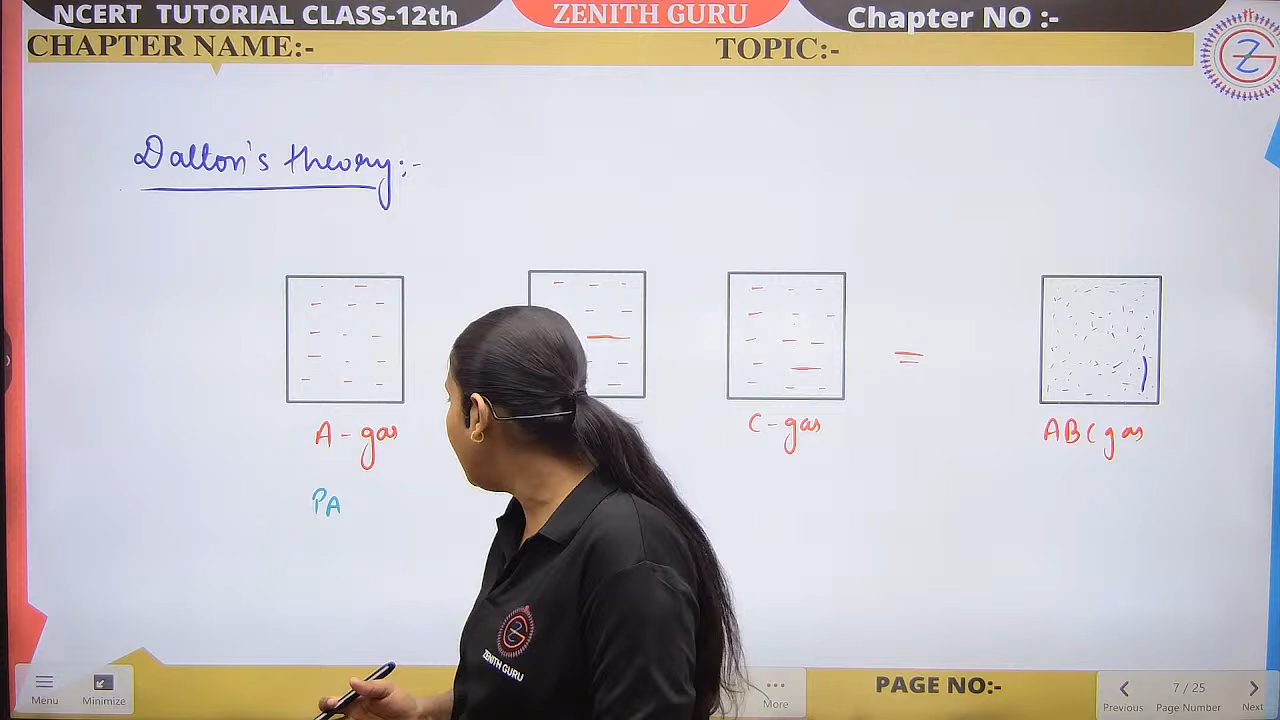 NCERT TUTORIAL CLASS-12th
ZENITH GURU
Chapter NO :-
CHAPTER NAME:-
TOPIC:-
Dalton's theory:-
=
A - gas
C - gas
ABC gas
PA
ZENITH GURU
Menu
Minimize
More
PAGE NO:-
Previous
7 / 25
Page Number
Next